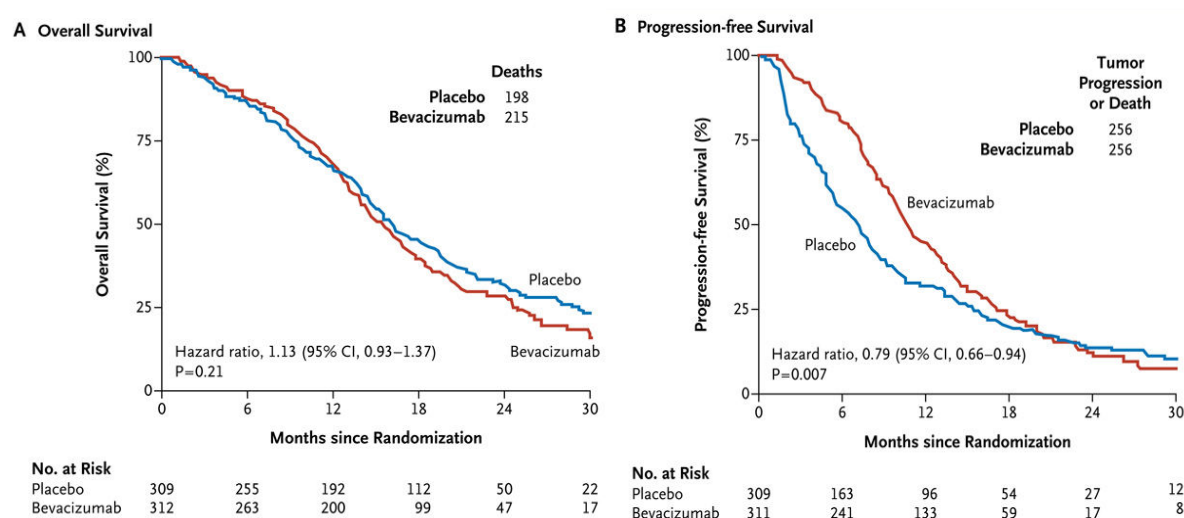 A Overall Survival
Deaths
Placebo 198
Bevacizumab 215
Overall Survival (%)
100
75
50
25
0
Placebo
Bevacizumab
Hazard ratio, 1.13 (95% CI, 0.93–1.37)
P=0.21
0 6 12 18 24 30
Months since Randomization
No. at Risk
Placebo 309 255 192 112 50 22
Bevacizumab 312 263 200 99 47 17
B Progression-free Survival
Tumor
Progression
or Death
Placebo 256
Bevacizumab 256
Progression-free Survival (%)
100
75
50
25
0
Bevacizumab
Placebo
Hazard ratio, 0.79 (95% CI, 0.66–0.94)
P=0.007
0 6 12 18 24 30
Months since Randomization
No. at Risk
Placebo 309 163 96 54 27 12
Bevacizumab 311 241 133 59 17 8